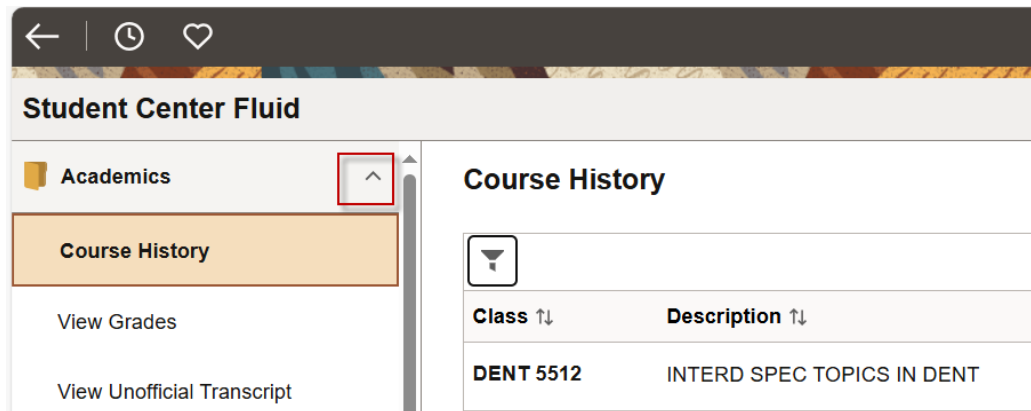 Student Center Fluid
Academics
Course History
View Grades
View Unofficial Transcript
Course History
Class Description
DENT 5512 INTERD SPEC TOPICS IN DENT